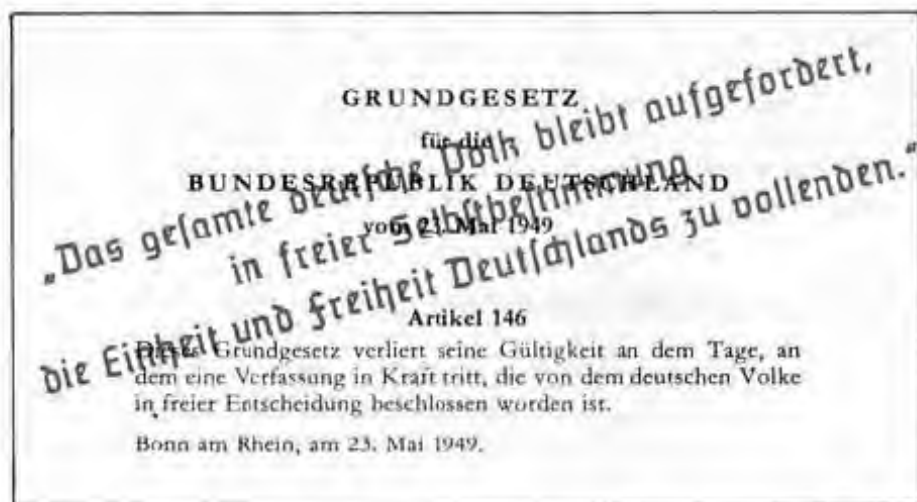 GRUNDGESETZ
für die
BUNDESREPUBLIK DEUTSCHLAND
vom 23. Mai 1949
„Das gesamte deutsche Volk bleibt aufgefordert,
in freier Selbstbestimmung
die Einheit und Freiheit Deutschlands zu vollenden.“
Artikel 146
Dieses Grundgesetz verliert seine Gültigkeit an dem Tage, an
dem eine Verfassung in Kraft tritt, die von dem deutschen Volke
in freier Entscheidung beschlossen worden ist.
Bonn am Rhein, am 23. Mai 1949.